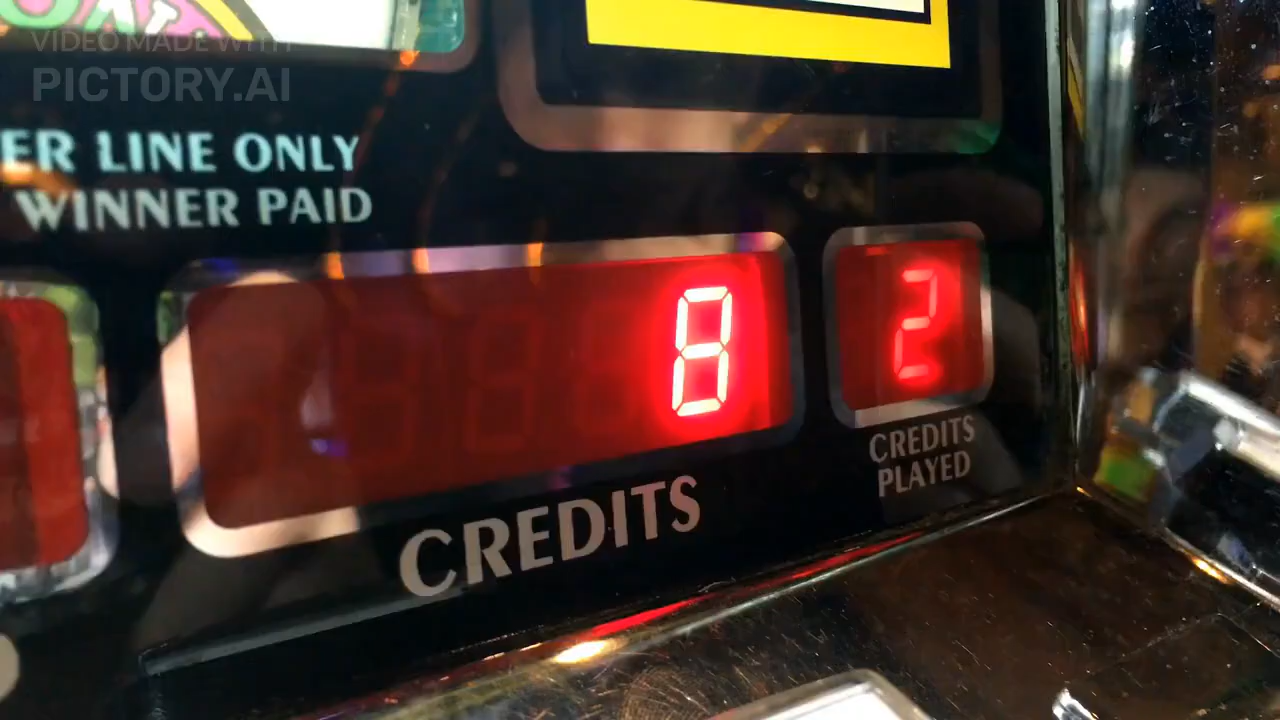 VIDEO MADE WITH
PICTORY.AI
ER LINE ONLY
WINNER PAID
8
2
CREDITS
PLAYED
CREDITS